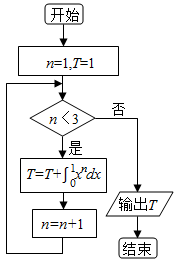 开始
n=1,T=1
n<3
否
是
T=T+∫₀¹xⁿdx
n=n+1
输出T
结束